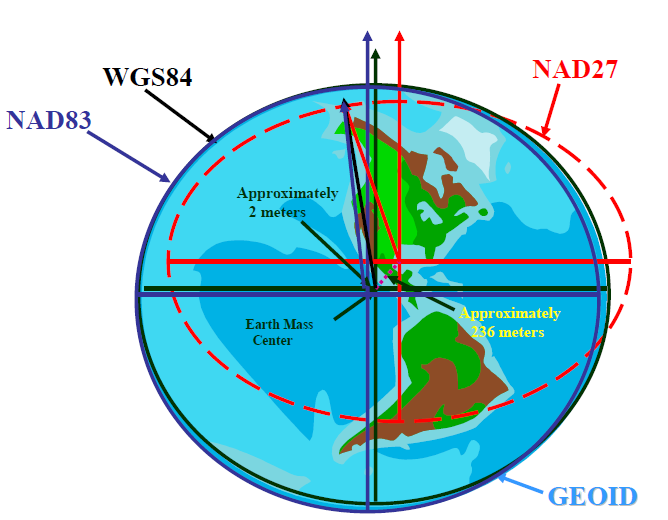 NAD27
WGS84
NAD83
Approximately
2 meters
Earth Mass
Center
Approximately
236 meters
GEOID